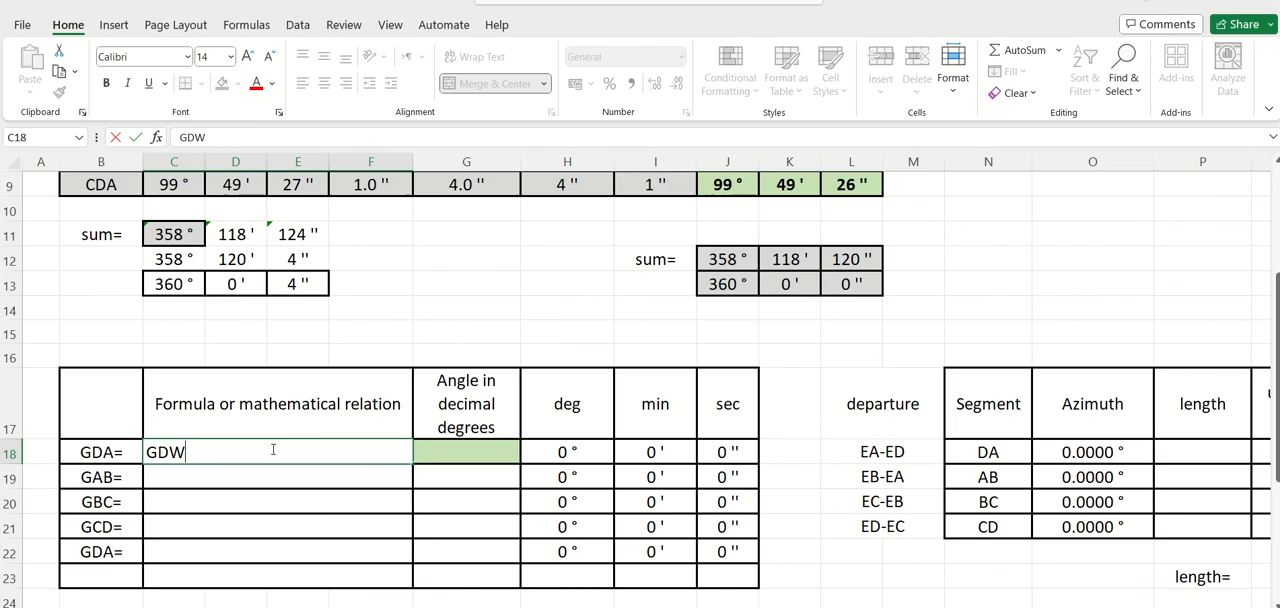 File Home Insert Page Layout Formulas Data Review View Automate Help Comments Share
Calibri 14 Wrap Text General AutoSum
Paste Conditional Format as Cell Insert Delete Format Fill Sort & Find & Add-ins Analyze
B I U A Merge & Center % Formatting Table Styles Clear Filter Select Data
Clipboard Font Alignment Number Styles Cells Editing Add-ins
C18 fx GDW
A B C D E F G H I J K L M N O P
9 CDA 99 ° 49 ' 27 " 1.0 " 4.0 " 4 " 1 " 99 ° 49 ' 26 "
10
11 sum= 358 ° 118 ' 124 "
12 358 ° 120 ' 4 " sum= 358 ° 118 ' 120 "
13 360 ° 0 ' 4 " 360 ° 0 ' 0 "
14
15
16
17 Formula or mathematical relation Angle in decimal degrees deg min sec departure Segment Azimuth length
18 GDA= GDW 0 ° 0 ' 0 " EA-ED DA 0.0000 °
19 GAB= 0 ° 0 ' 0 " EB-EA AB 0.0000 °
20 GBC= 0 ° 0 ' 0 " EC-EB BC 0.0000 °
21 GCD= 0 ° 0 ' 0 " ED-EC CD 0.0000 °
22 GDA= 0 ° 0 ' 0 "
23 length=
24